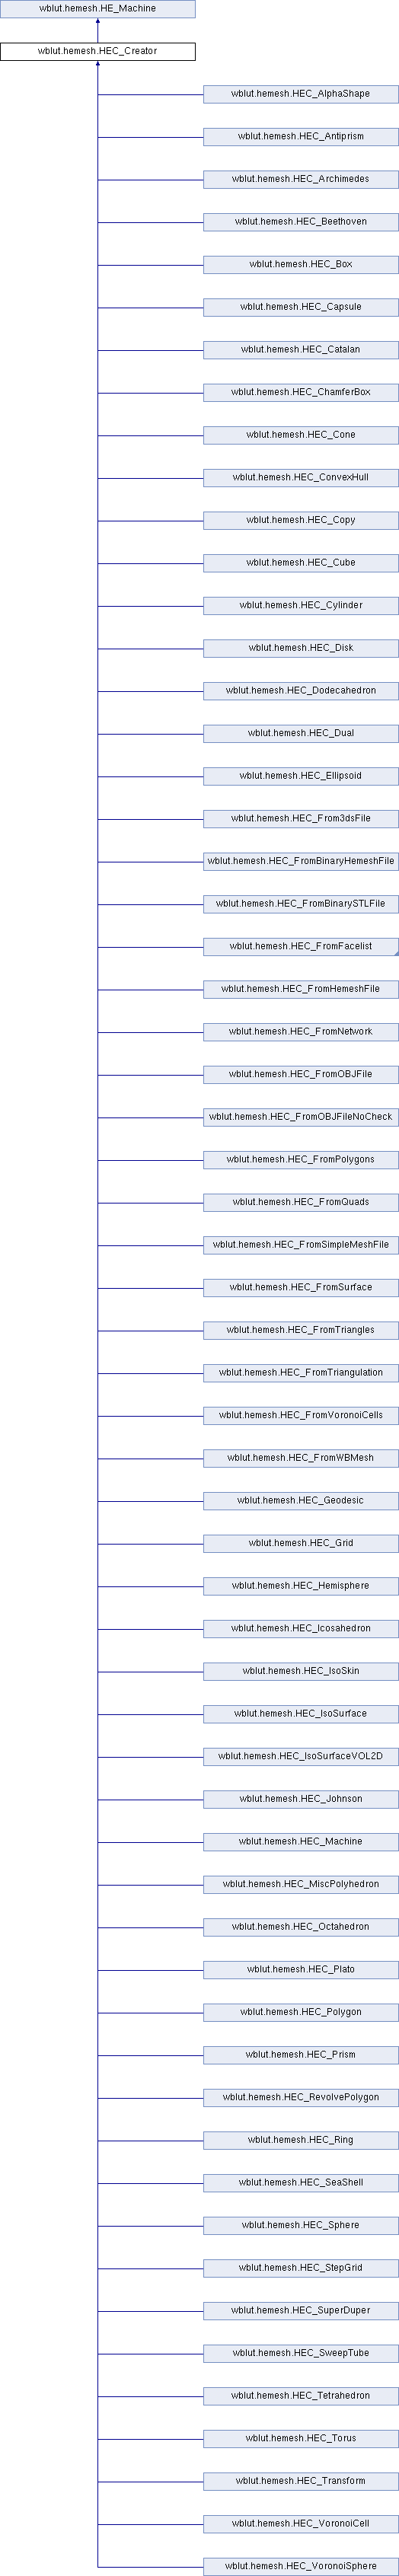 wblut.hemesh.HE_Machine
wblut.hemesh.HEC_Creator
wblut.hemesh.HEC_AlphaShape
wblut.hemesh.HEC_Antiprism
wblut.hemesh.HEC_Archimedes
wblut.hemesh.HEC_Beethoven
wblut.hemesh.HEC_Box
wblut.hemesh.HEC_Capsule
wblut.hemesh.HEC_Catalan
wblut.hemesh.HEC_ChamferBox
wblut.hemesh.HEC_Cone
wblut.hemesh.HEC_ConvexHull
wblut.hemesh.HEC_Copy
wblut.hemesh.HEC_Cube
wblut.hemesh.HEC_Cylinder
wblut.hemesh.HEC_Disk
wblut.hemesh.HEC_Dodecahedron
wblut.hemesh.HEC_Dual
wblut.hemesh.HEC_Ellipsoid
wblut.hemesh.HEC_From3dsFile
wblut.hemesh.HEC_FromBinaryHemeshFile
wblut.hemesh.HEC_FromBinarySTLFile
wblut.hemesh.HEC_FromFacelist
wblut.hemesh.HEC_FromHemeshFile
wblut.hemesh.HEC_FromNetwork
wblut.hemesh.HEC_FromOBJFile
wblut.hemesh.HEC_FromOBJFileNoCheck
wblut.hemesh.HEC_FromPolygons
wblut.hemesh.HEC_FromQuads
wblut.hemesh.HEC_FromSimpleMeshFile
wblut.hemesh.HEC_FromSurface
wblut.hemesh.HEC_FromTriangles
wblut.hemesh.HEC_FromTriangulation
wblut.hemesh.HEC_FromVoronoiCells
wblut.hemesh.HEC_FromWBMesh
wblut.hemesh.HEC_Geodesic
wblut.hemesh.HEC_Grid
wblut.hemesh.HEC_Hemisphere
wblut.hemesh.HEC_Icosahedron
wblut.hemesh.HEC_IsoSkin
wblut.hemesh.HEC_IsoSurface
wblut.hemesh.HEC_IsoSurfaceVOL2D
wblut.hemesh.HEC_Johnson
wblut.hemesh.HEC_Machine
wblut.hemesh.HEC_MiscPolyhedron
wblut.hemesh.HEC_Octahedron
wblut.hemesh.HEC_Plato
wblut.hemesh.HEC_Polygon
wblut.hemesh.HEC_Prism
wblut.hemesh.HEC_RevolvePolygon
wblut.hemesh.HEC_Ring
wblut.hemesh.HEC_SeaShell
wblut.hemesh.HEC_Sphere
wblut.hemesh.HEC_StepGrid
wblut.hemesh.HEC_SuperDuper
wblut.hemesh.HEC_SweepTube
wblut.hemesh.HEC_Tetrahedron
wblut.hemesh.HEC_Torus
wblut.hemesh.HEC_Transform
wblut.hemesh.HEC_VoronoiCell
wblut.hemesh.HEC_VoronoiSphere